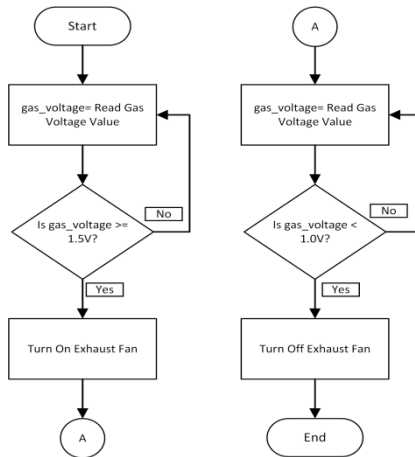 Start
gas_voltage= Read Gas
Voltage Value
Is gas_voltage >=
1.5V?
No
Yes
Turn On Exhaust Fan
A
A
gas_voltage= Read Gas
Voltage Value
Is gas_voltage <
1.0V?
No
Yes
Turn Off Exhaust Fan
End